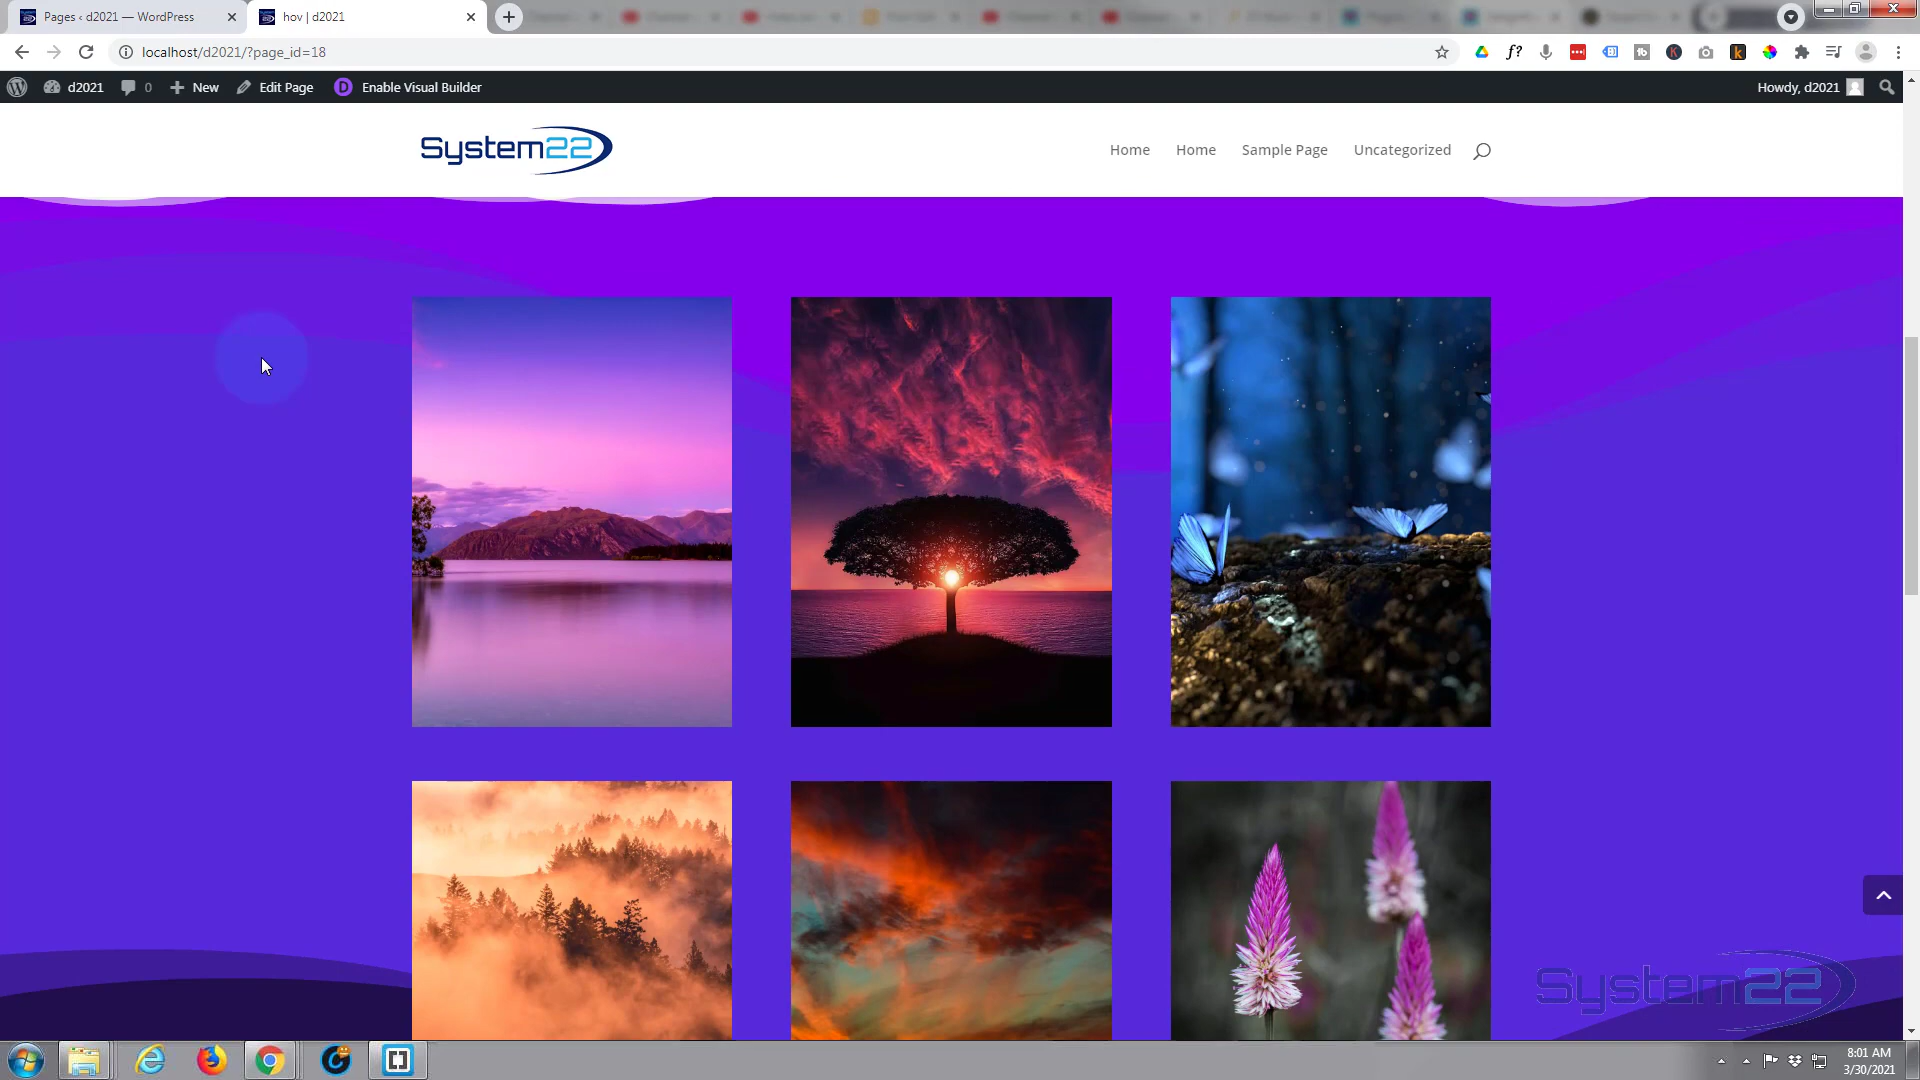 Pages ‹ d2021 — WordPress
hov | d2021
localhost/d2021/?page_id=18
d2021
0
New
Edit Page
Enable Visual Builder
Howdy, d2021
System22
Home
Home
Sample Page
Uncategorized
System22
8:01 AM
3/30/2021